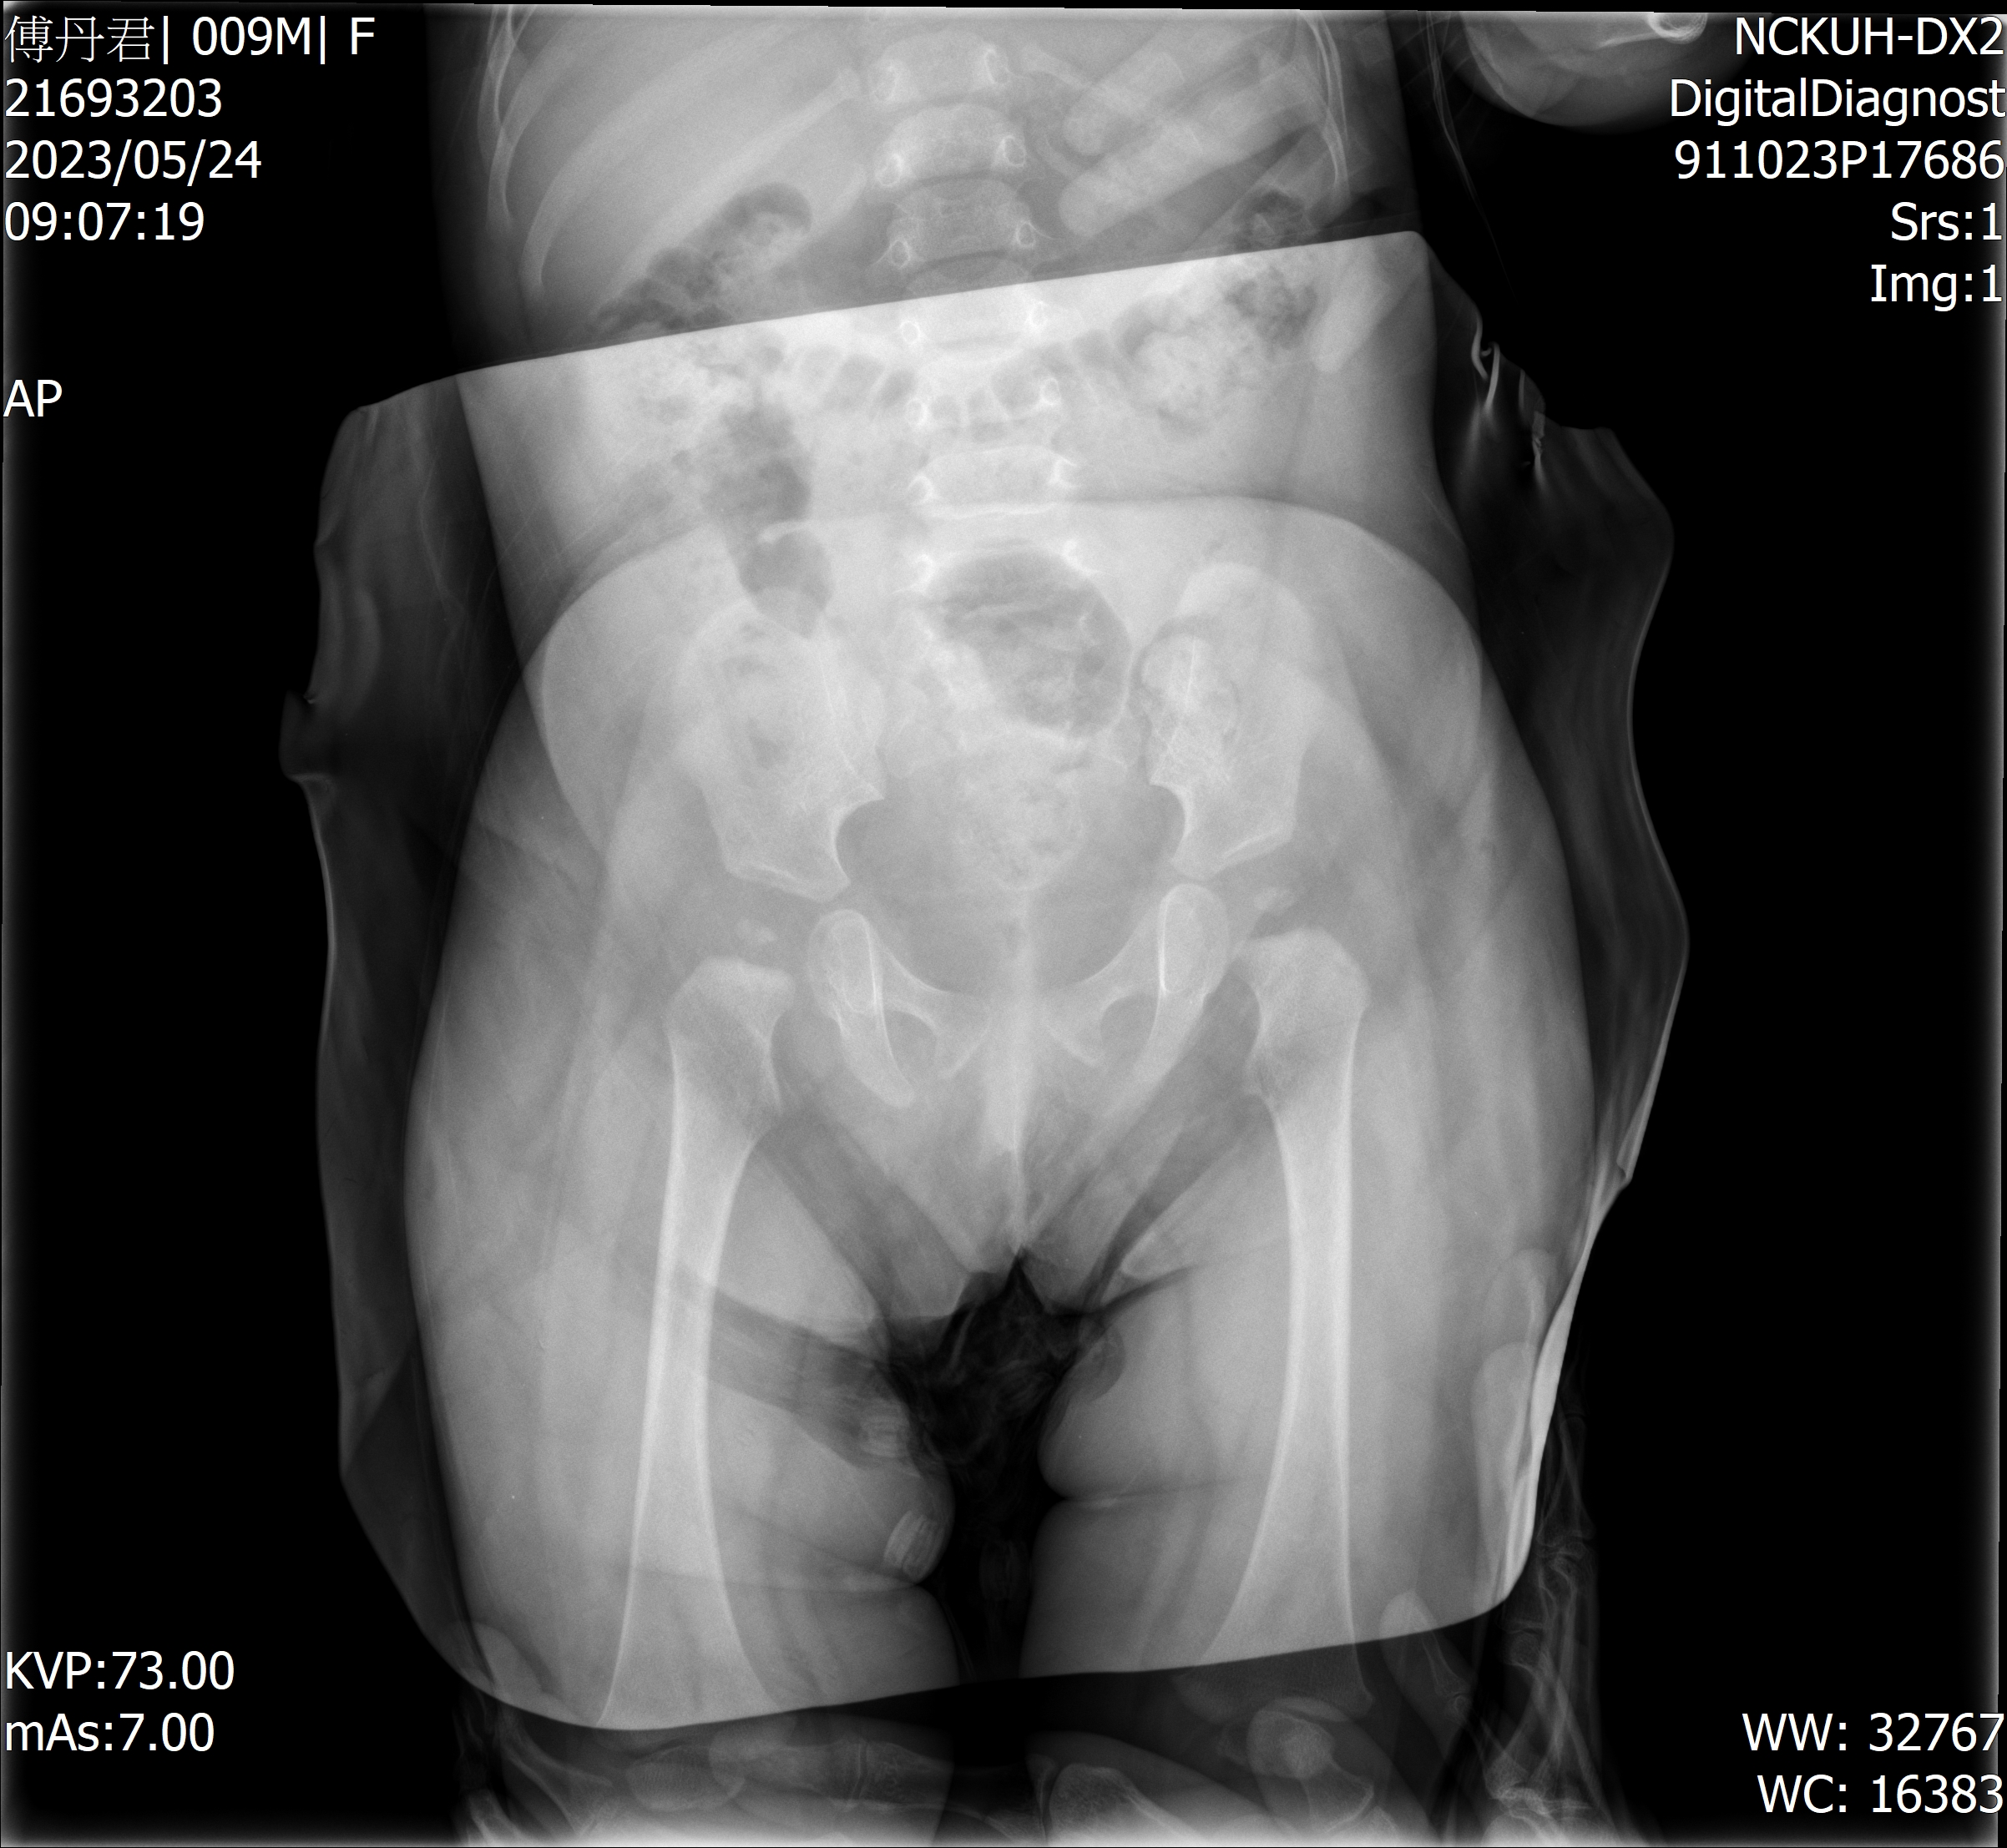 傅丹君| 009M| F
21693203
2023/05/24
09:07:19
AP
NCKUH-DX2
DigitalDiagnost
911023P17686
Srs:1
Img:1
KVP:73.00
mAs:7.00
WW: 32767
WC: 16383